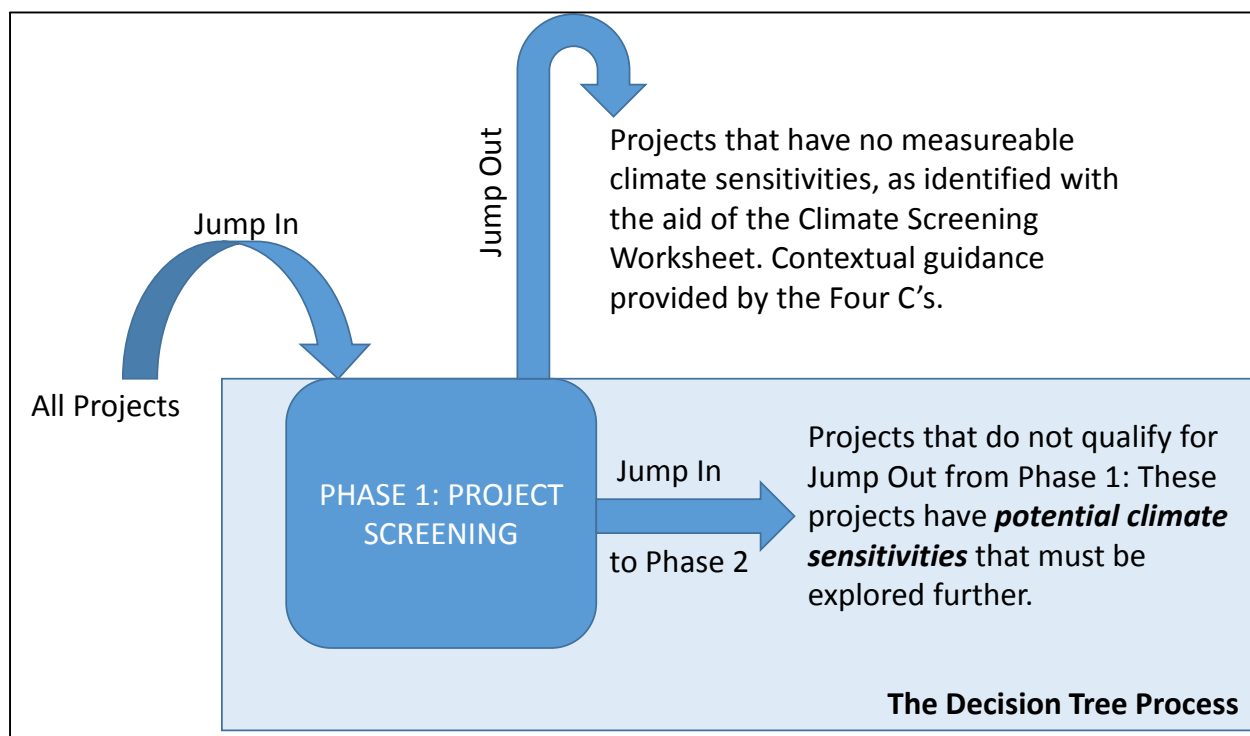 Jump In
All Projects
Jump Out
Projects that have no measureable
climate sensitivities, as identified with
the aid of the Climate Screening
Worksheet. Contextual guidance
provided by the Four C’s.
PHASE 1: PROJECT
SCREENING
Jump In
to Phase 2
Projects that do not qualify for
Jump Out from Phase 1: These
projects have potential climate
sensitivities that must be
explored further.
The Decision Tree Process